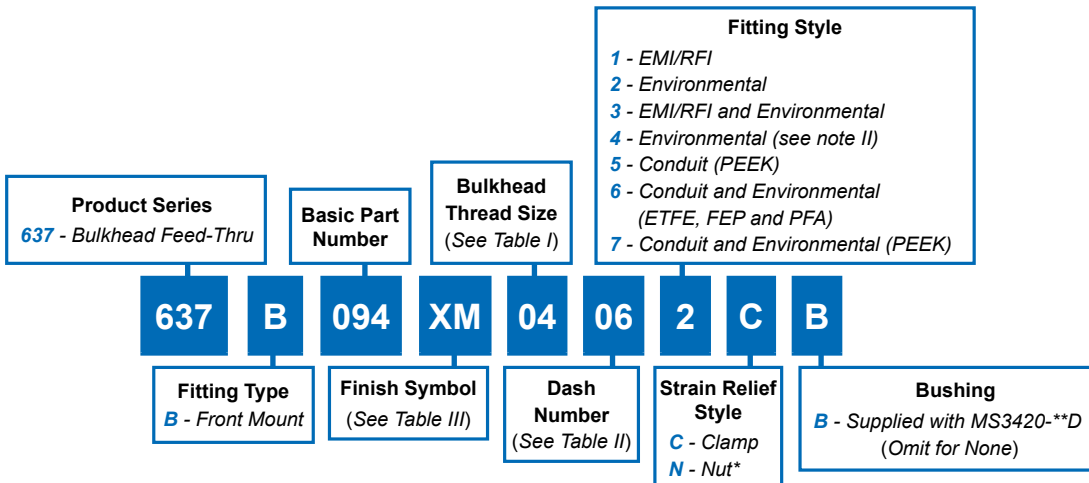 Fitting Style
1 - EMI/RFI
2 - Environmental
3 - EMI/RFI and Environmental
4 - Environmental (see note II)
5 - Conduit (PEEK)
6 - Conduit and Environmental
(ETFE, FEP and PFA)
7 - Conduit and Environmental (PEEK)
Product Series
637 - Bulkhead Feed-Thru
Basic Part
Number
Bulkhead
Thread Size
(See Table I)
637 B 094 XM 04 06 2 C B
Fitting Type
B - Front Mount
Finish Symbol
(See Table III)
Dash
Number
(See Table II)
Strain Relief
Style
C - Clamp
N - Nut*
Bushing
B - Supplied with MS3420-**D
(Omit for None)